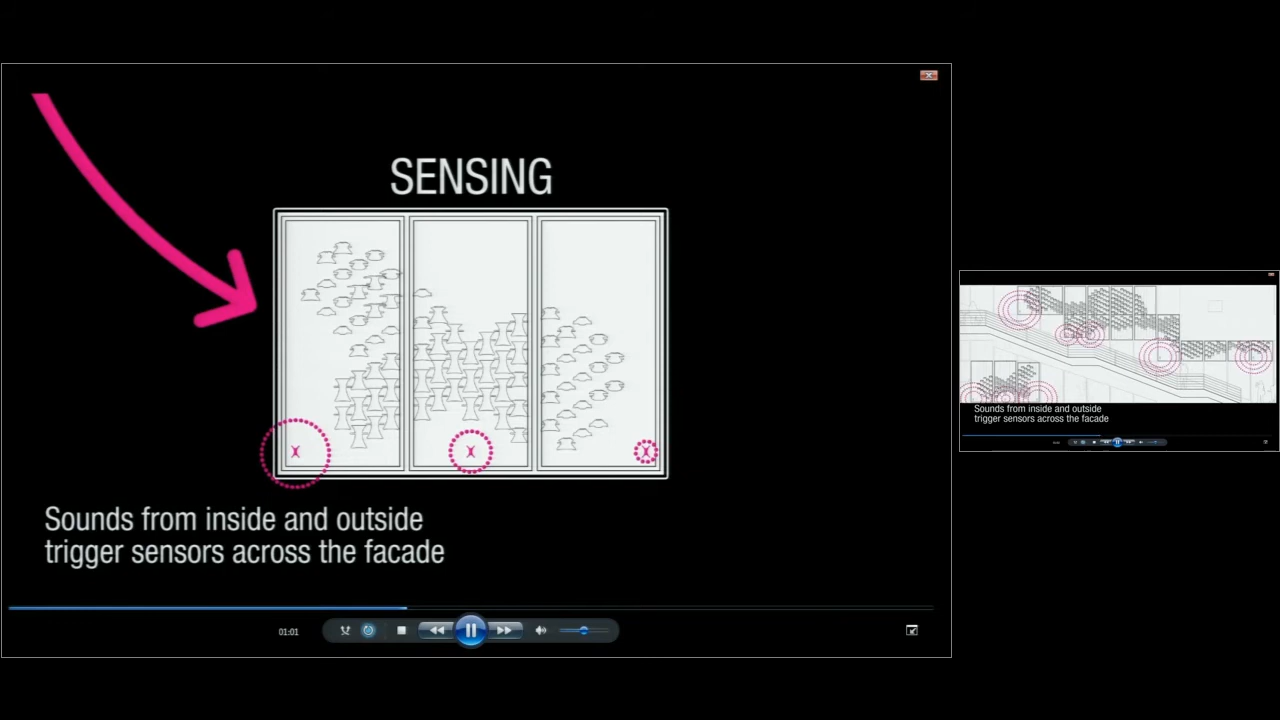 SENSING
Sounds from inside and outside
trigger sensors across the facade
01:01
Sounds from inside and outside
trigger sensors across the facade